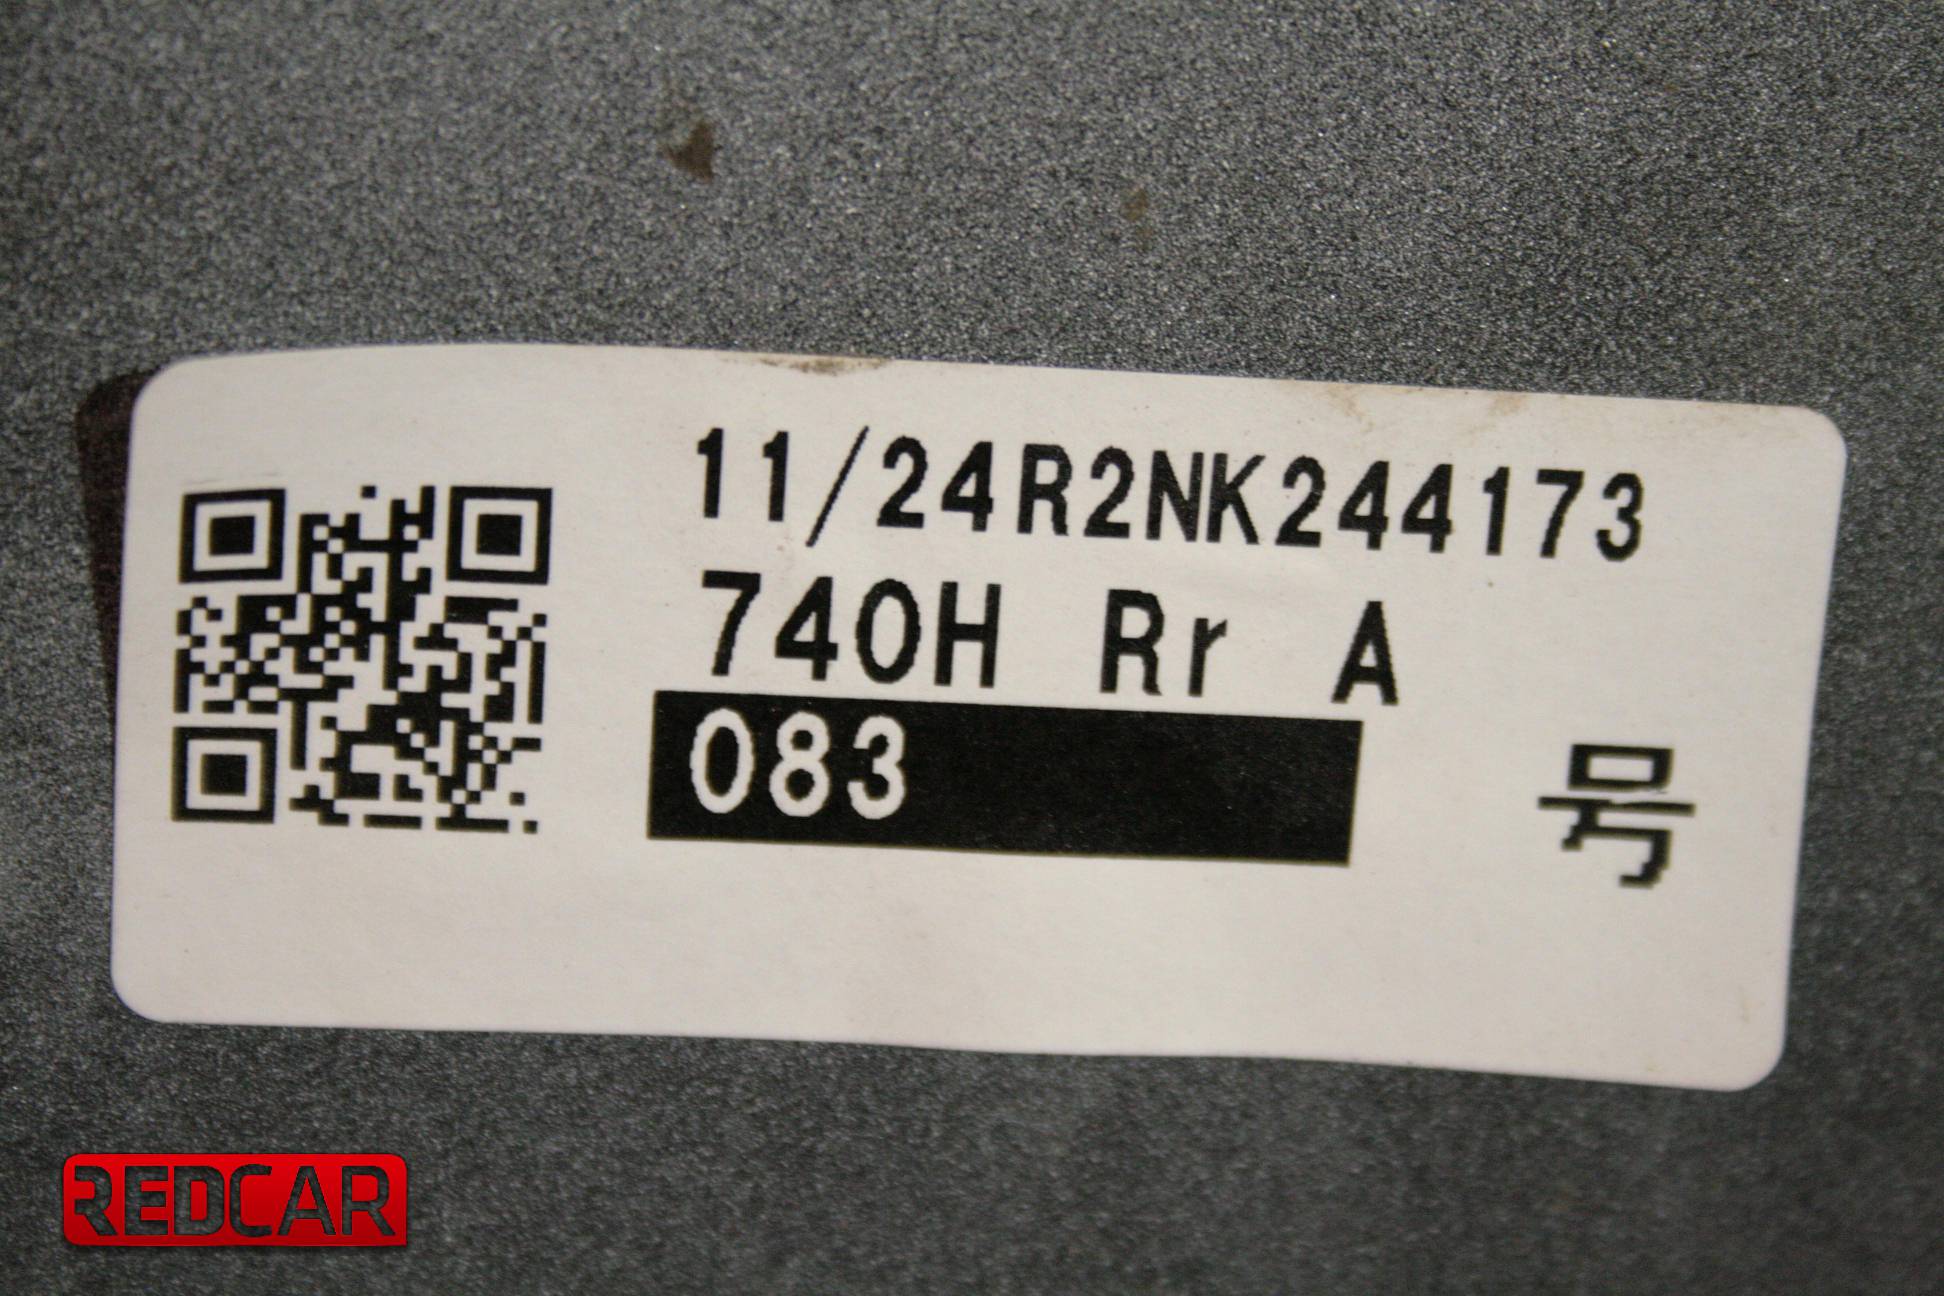 11/24R2NK244173
740H Rr A
083
号
REDCAR